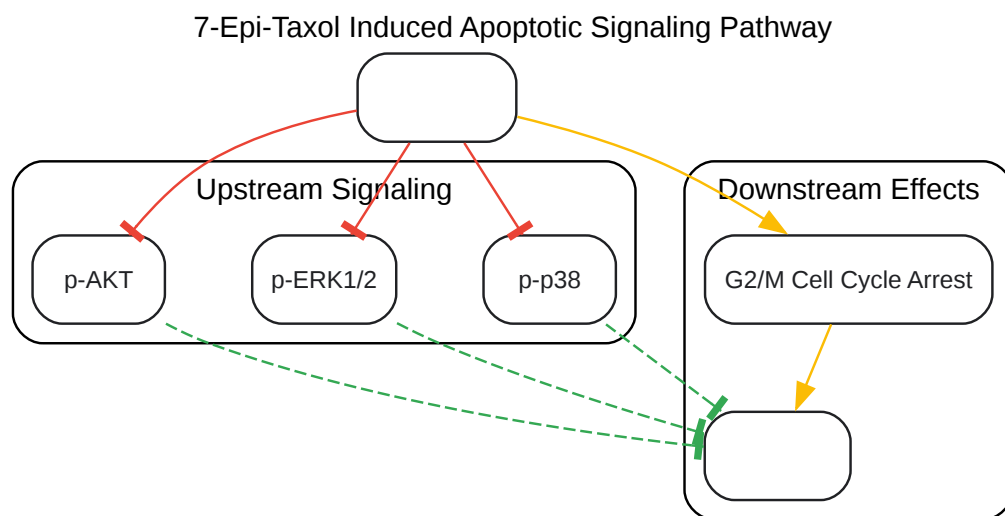 7-Epi-Taxol Induced Apoptotic Signaling Pathway
Upstream Signaling
Downstream Effects
p-AKT
p-ERK1/2
p-p38
G2/M Cell Cycle Arrest